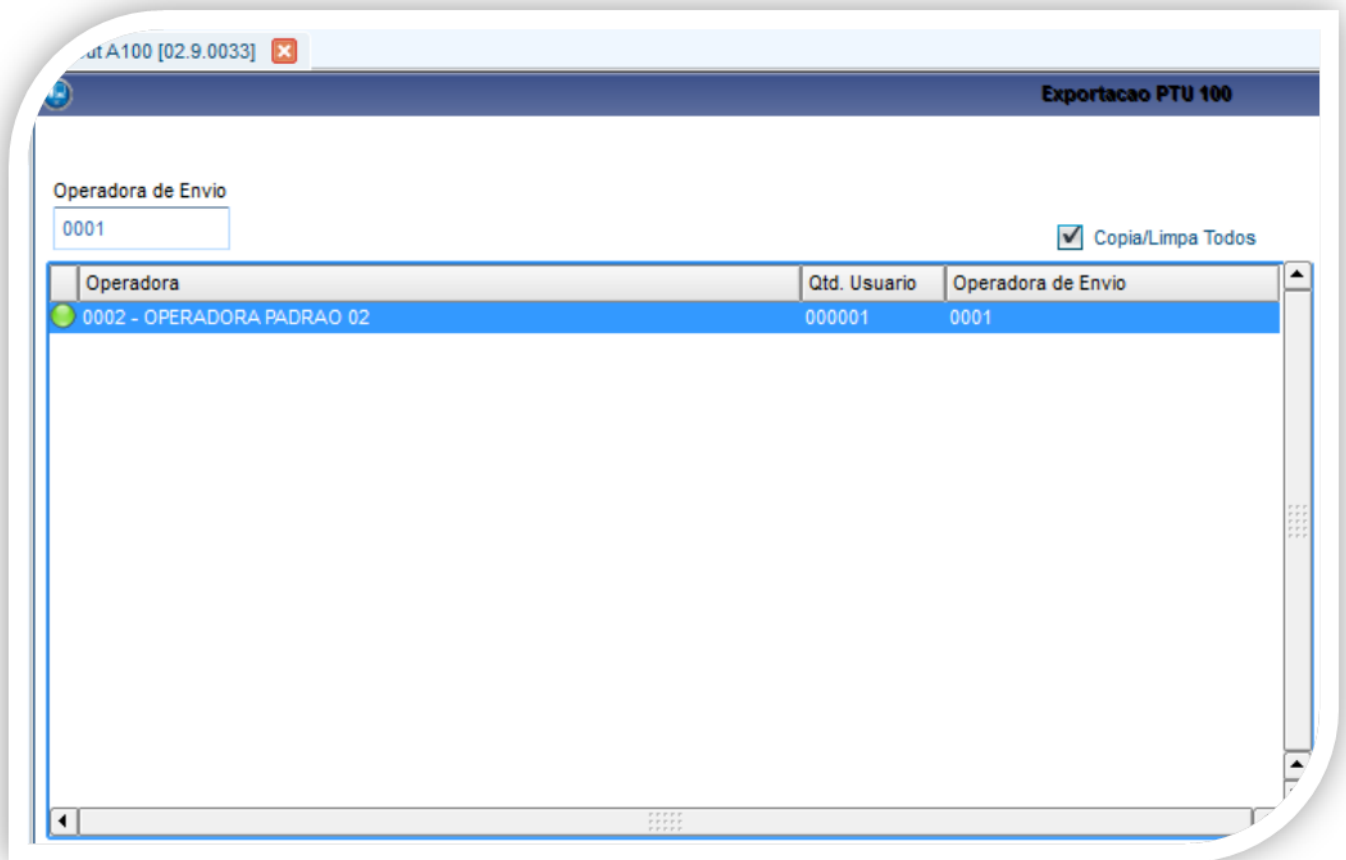 A100 [02.9.0033]
Exportacao PTU 100
Operadora de Envio
0001
Copia/Limpa Todos
Operadora Qtd. Usuario Operadora de Envio
0002 - OPERADORA PADRAO 02 000001 0001